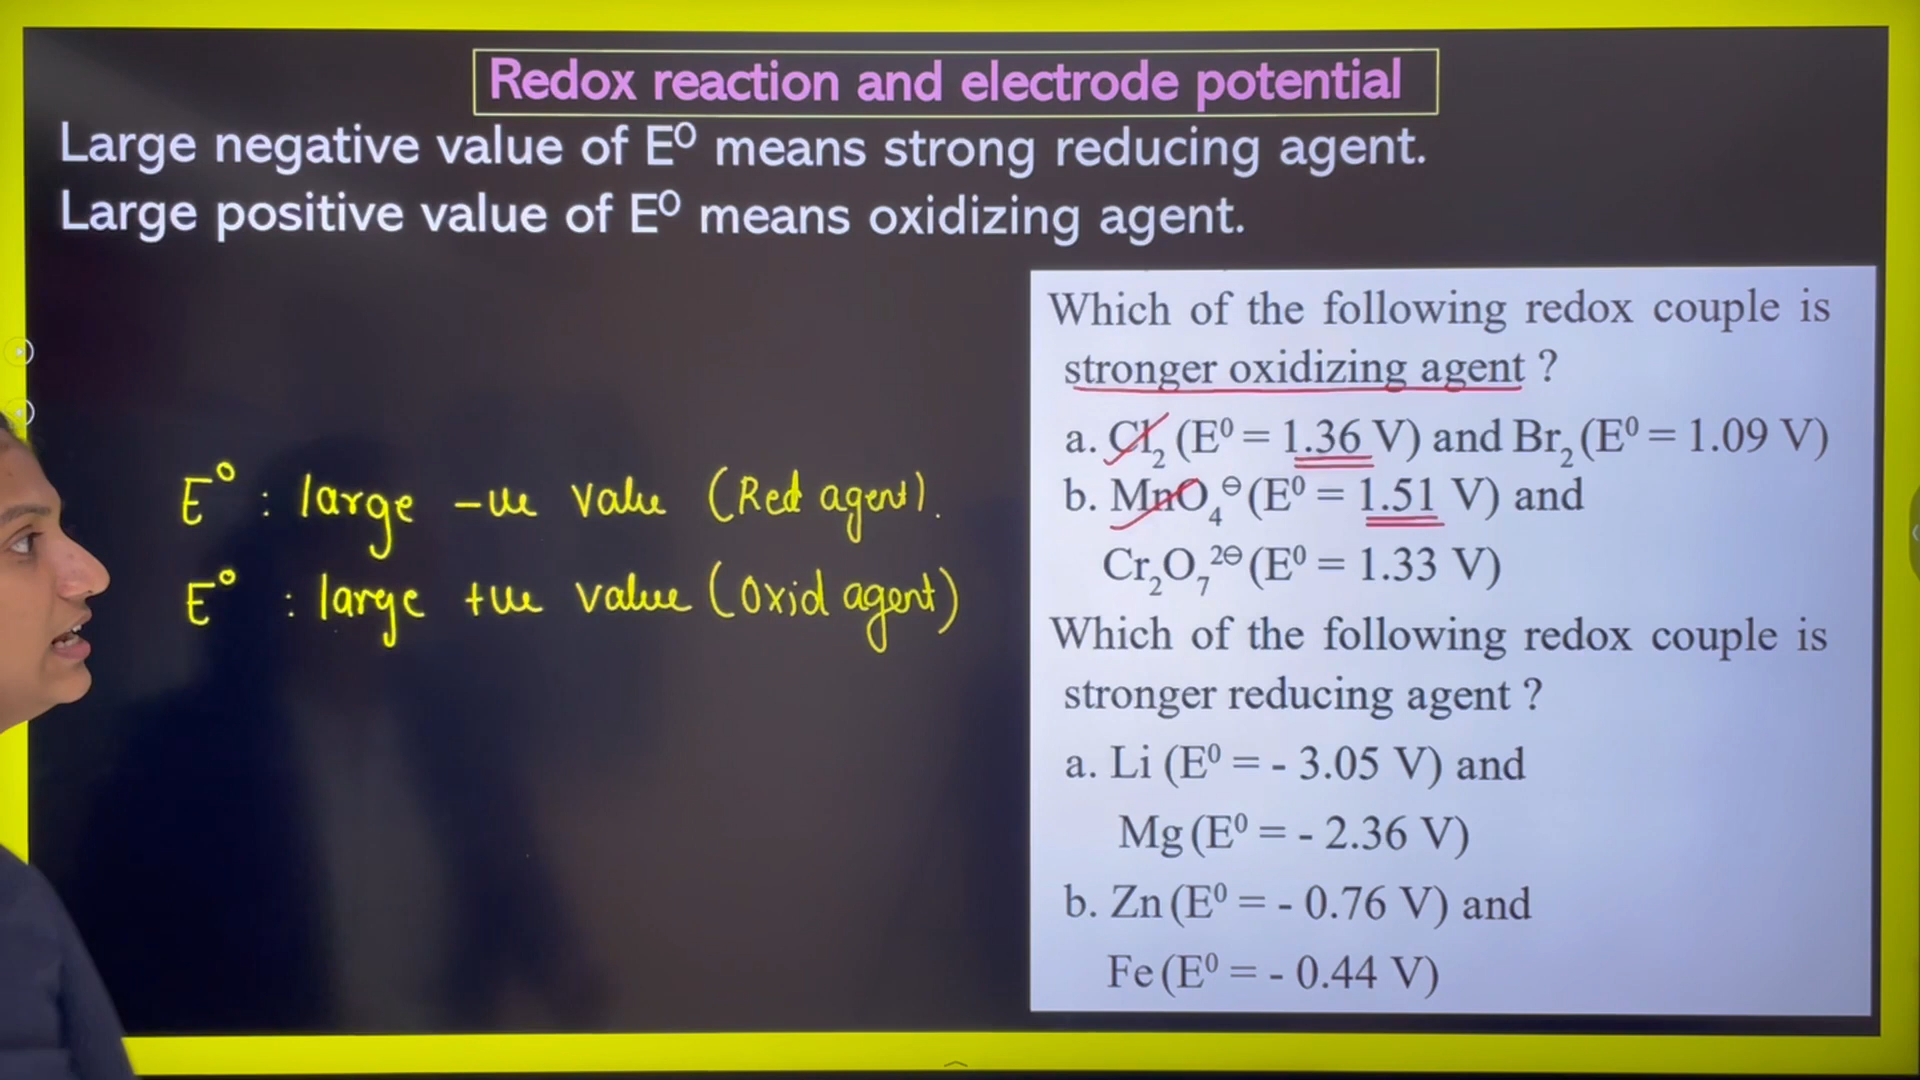 Redox reaction and electrode potential
Large negative value of E⁰ means strong reducing agent.
Large positive value of E⁰ means oxidizing agent.
E° : large -ve value (Red agent).
E° : large +ve value (Oxid agent)
Which of the following redox couple is
stronger oxidizing agent ?
a. Cl₂ (E⁰ = 1.36 V) and Br₂ (E⁰ = 1.09 V)
b. MnO₄⊖ (E⁰ = 1.51 V) and
Cr₂O₇²⊖ (E⁰ = 1.33 V)
Which of the following redox couple is
stronger reducing agent ?
a. Li (E⁰ = - 3.05 V) and
Mg (E⁰ = - 2.36 V)
b. Zn (E⁰ = - 0.76 V) and
Fe (E⁰ = - 0.44 V)